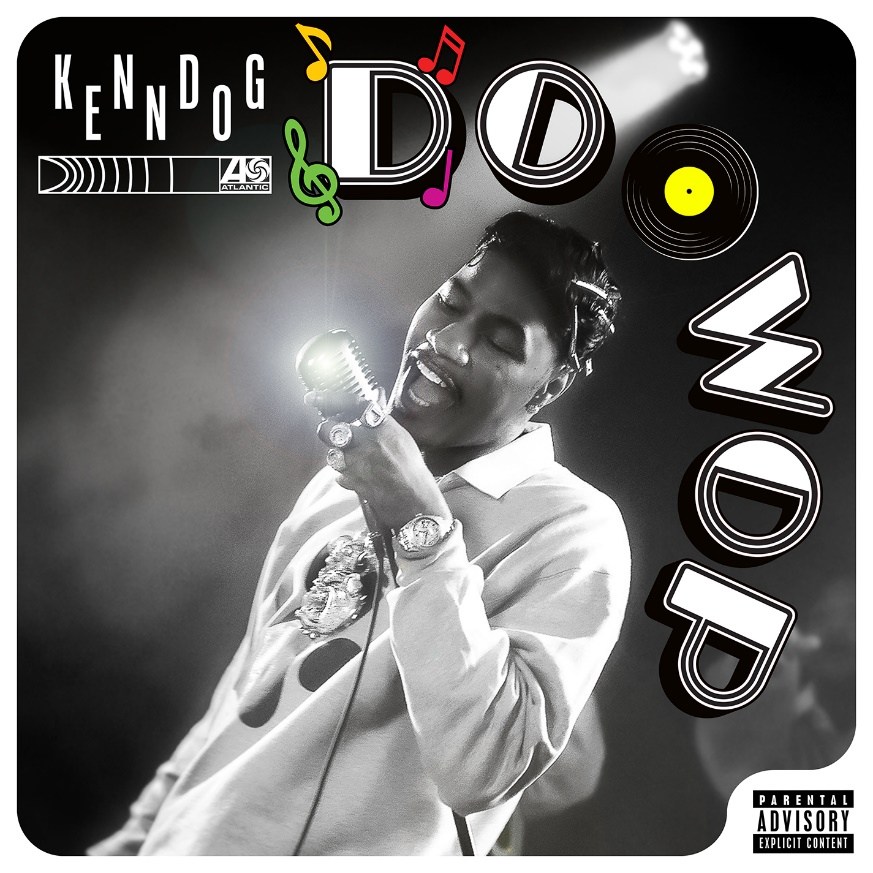 KENNDOG
ATLANTIC
DOO WOP
PARENTAL
ADVISORY
EXPLICIT CONTENT